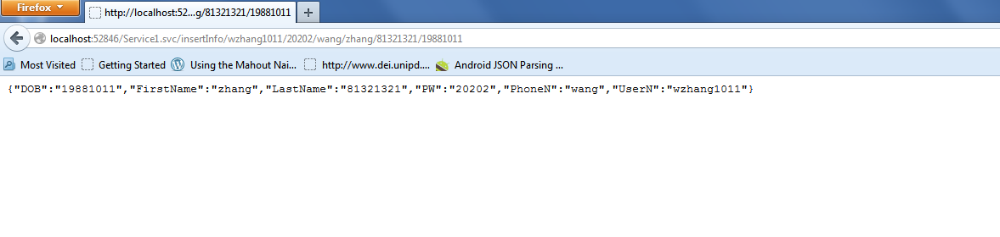 Firefox
http://localhost:52...g/81321321/19881011
localhost:52846/Service1.svc/insertInfo/wzhang1011/20202/wang/zhang/81321321/19881011
Most Visited Getting Started Using the Mahout Nai... http://www.dei.unipd.... Android JSON Parsing ...
{"DOB":"19881011","FirstName":"zhang","LastName":"81321321","PW":"20202","PhoneN":"wang","UserN":"wzhang1011"}